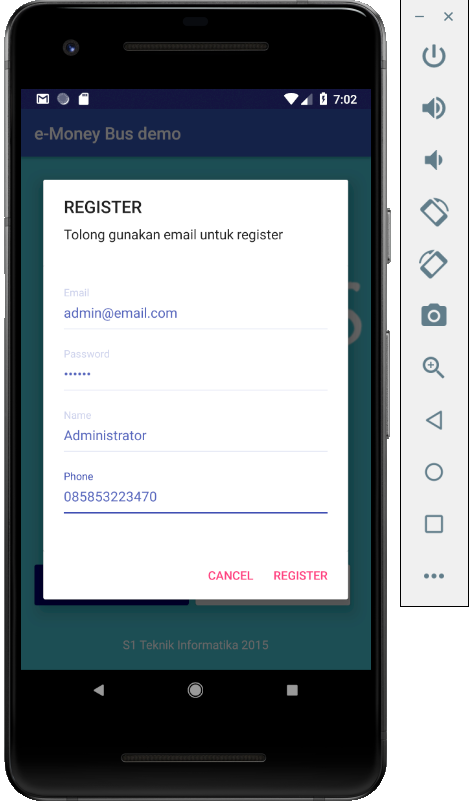 7:02
e-Money Bus demo
REGISTER
Tolong gunakan email untuk register
Email
admin@email.com
Password
••••••
Name
Administrator
Phone
085853223470
CANCEL
REGISTER
S1 Teknik Informatika 2015